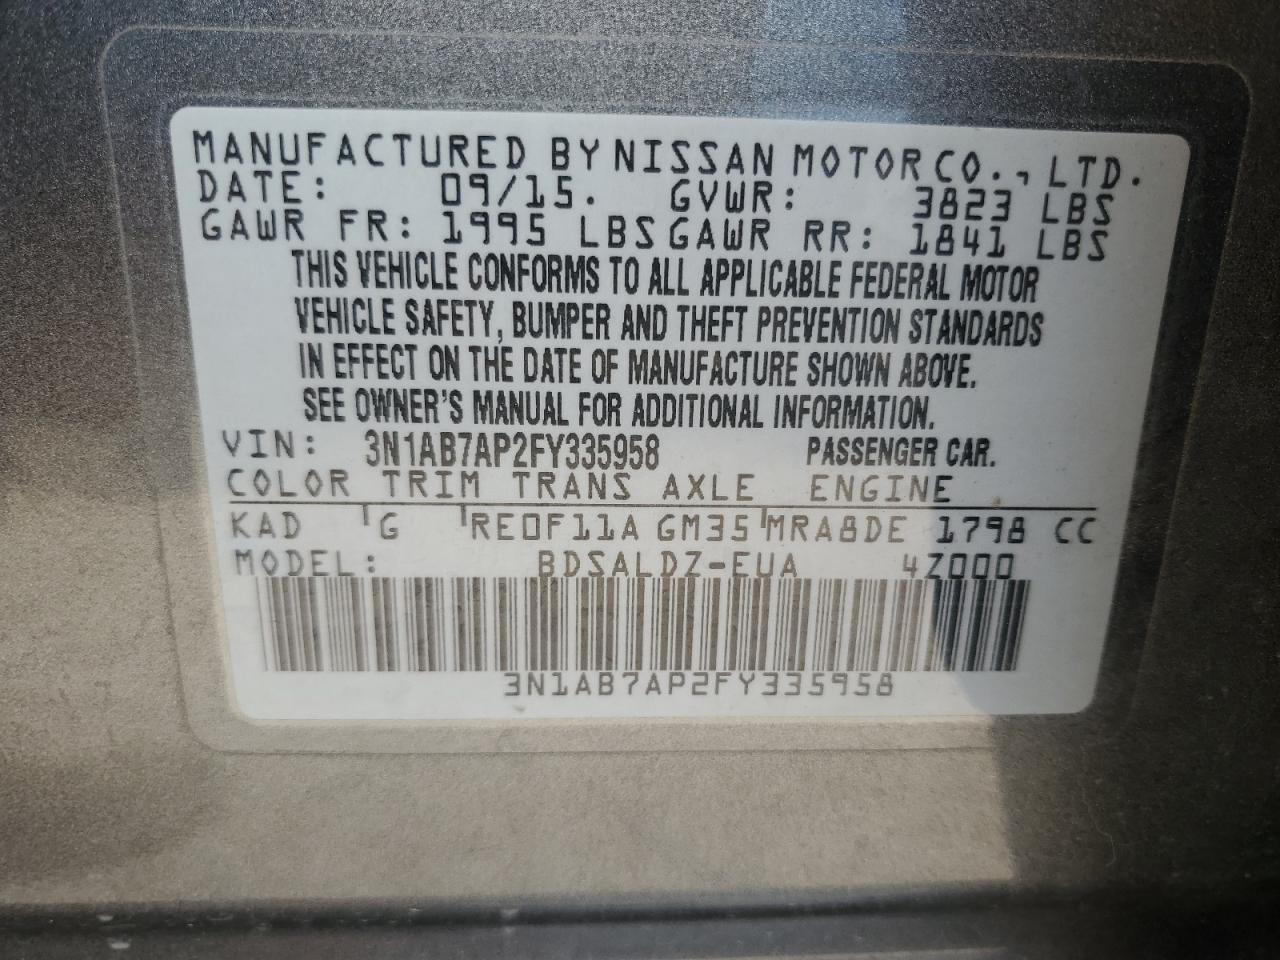 MANUFACTURED BY NISSAN MOTOR CO., LTD.
DATE: 09/15. GVWR: 3823 LBS
GAWR FR: 1995 LBS GAWR RR: 1841 LBS
THIS VEHICLE CONFORMS TO ALL APPLICABLE FEDERAL MOTOR
VEHICLE SAFETY, BUMPER AND THEFT PREVENTION STANDARDS
IN EFFECT ON THE DATE OF MANUFACTURE SHOWN ABOVE.
SEE OWNER'S MANUAL FOR ADDITIONAL INFORMATION.
VIN: 3N1AB7AP2FY335958 PASSENGER CAR.
COLOR TRIM TRANS AXLE ENGINE
KAD G RE0F11A GM35 MRA8DE 1798 CC
MODEL: BDSALDZ-EUA 4Z000
3N1AB7AP2FY335958